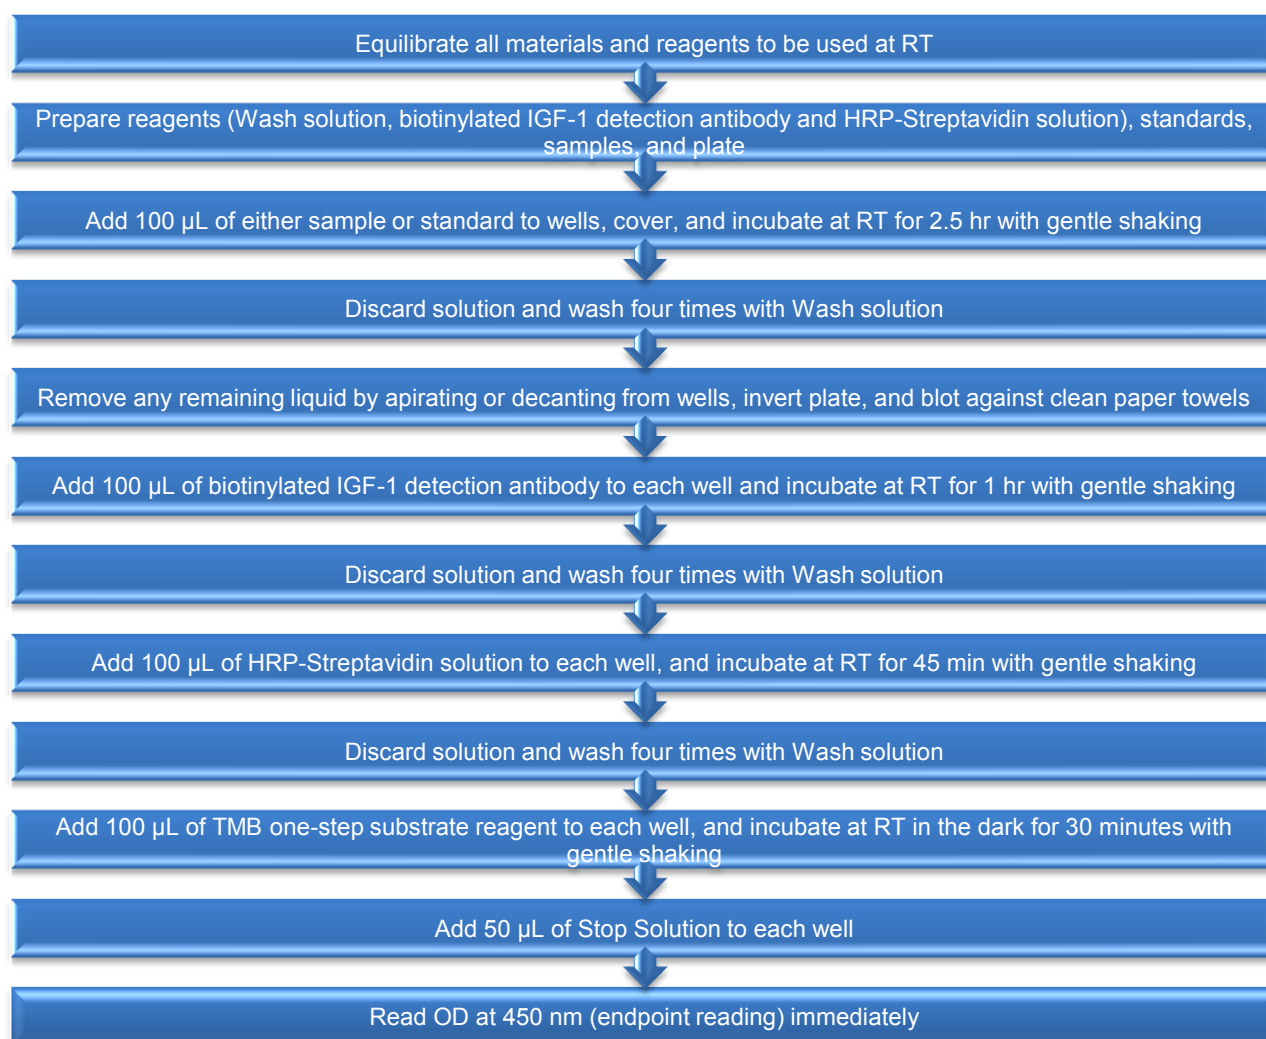 Equilibrate all materials and reagents to be used at RT
Prepare reagents (Wash solution, biotinylated IGF-1 detection antibody and HRP-Streptavidin solution), standards,
samples, and plate
Add 100 µL of either sample or standard to wells, cover, and incubate at RT for 2.5 hr with gentle shaking
Discard solution and wash four times with Wash solution
Remove any remaining liquid by apirating or decanting from wells, invert plate, and blot against clean paper towels
Add 100 µL of biotinylated IGF-1 detection antibody to each well and incubate at RT for 1 hr with gentle shaking
Discard solution and wash four times with Wash solution
Add 100 µL of HRP-Streptavidin solution to each well, and incubate at RT for 45 min with gentle shaking
Discard solution and wash four times with Wash solution
Add 100 µL of TMB one-step substrate reagent to each well, and incubate at RT in the dark for 30 minutes with
gentle shaking
Add 50 µL of Stop Solution to each well
Read OD at 450 nm (endpoint reading) immediately